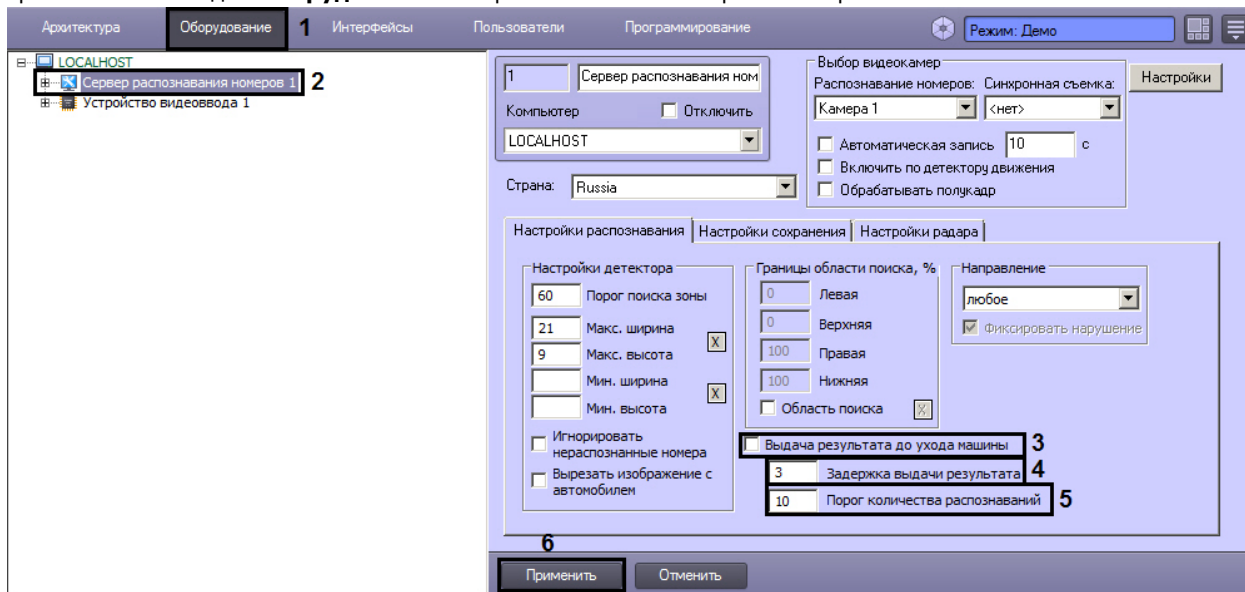 Архитектура Оборудование 1 Интерфейсы Пользователи Программирование Режим: Демо
LOCALHOST
Сервер распознавания номеров 1 2
Устройство видеоввода 1
1 Сервер распознавания ном
Компьютер Отключить
LOCALHOST
Страна: Russia
Выбор видеокамер
Распознавание номеров: Синхронная съемка:
Камера 1 <нет>
Автоматическая запись 10 с
Включить по детектору движения
Обрабатывать полукадр
Настройки
Настройки распознавания Настройки сохранения Настройки радара
Настройки детектора
60 Порог поиска зоны
21 Макс. ширина
9 Макс. высота
X
Мин. ширина
Мин. высота
X
Игнорировать
нераспознанные номера
Вырезать изображение с
автомобилем
Границы области поиска, %
0 Левая
0 Верхняя
100 Правая
100 Нижняя
Область поиска X
Направление
любое
Фиксировать нарушение
Выдача результата до ухода машины 3
3 Задержка выдачи результата 4
10 Порог количества распознаваний 5
6
Применить Отменить